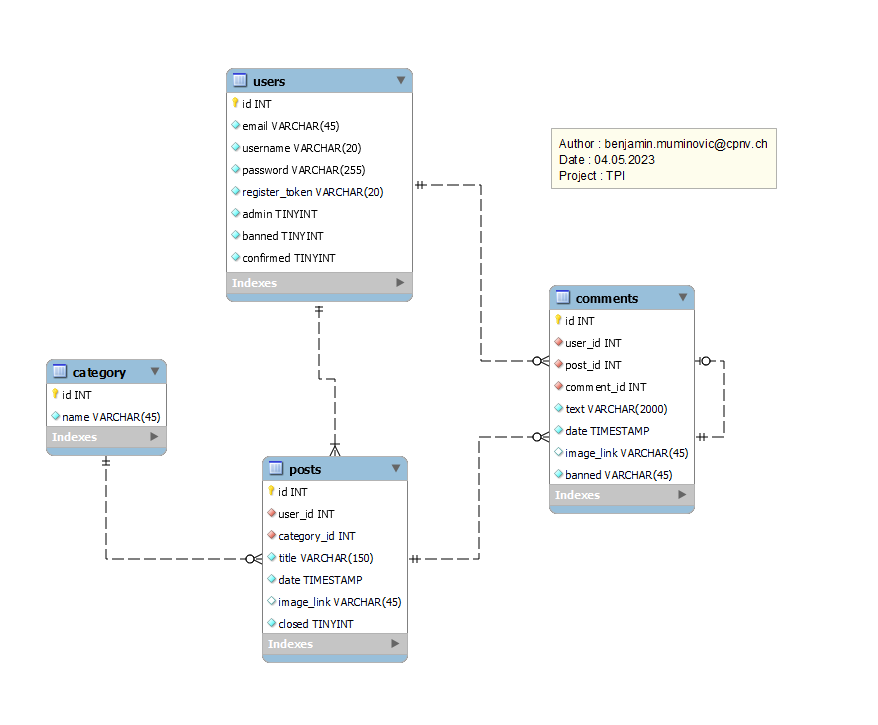 users
id INT
email VARCHAR(45)
username VARCHAR(20)
password VARCHAR(255)
register_token VARCHAR(20)
admin TINYINT
banned TINYINT
confirmed TINYINT
Indexes
Author : benjamin.muminovic@cpnv.ch
Date : 04.05.2023
Project : TPI
comments
id INT
user_id INT
post_id INT
comment_id INT
text VARCHAR(2000)
date TIMESTAMP
image_link VARCHAR(45)
banned VARCHAR(45)
Indexes
category
id INT
name VARCHAR(45)
Indexes
posts
id INT
user_id INT
category_id INT
title VARCHAR(150)
date TIMESTAMP
image_link VARCHAR(45)
closed TINYINT
Indexes